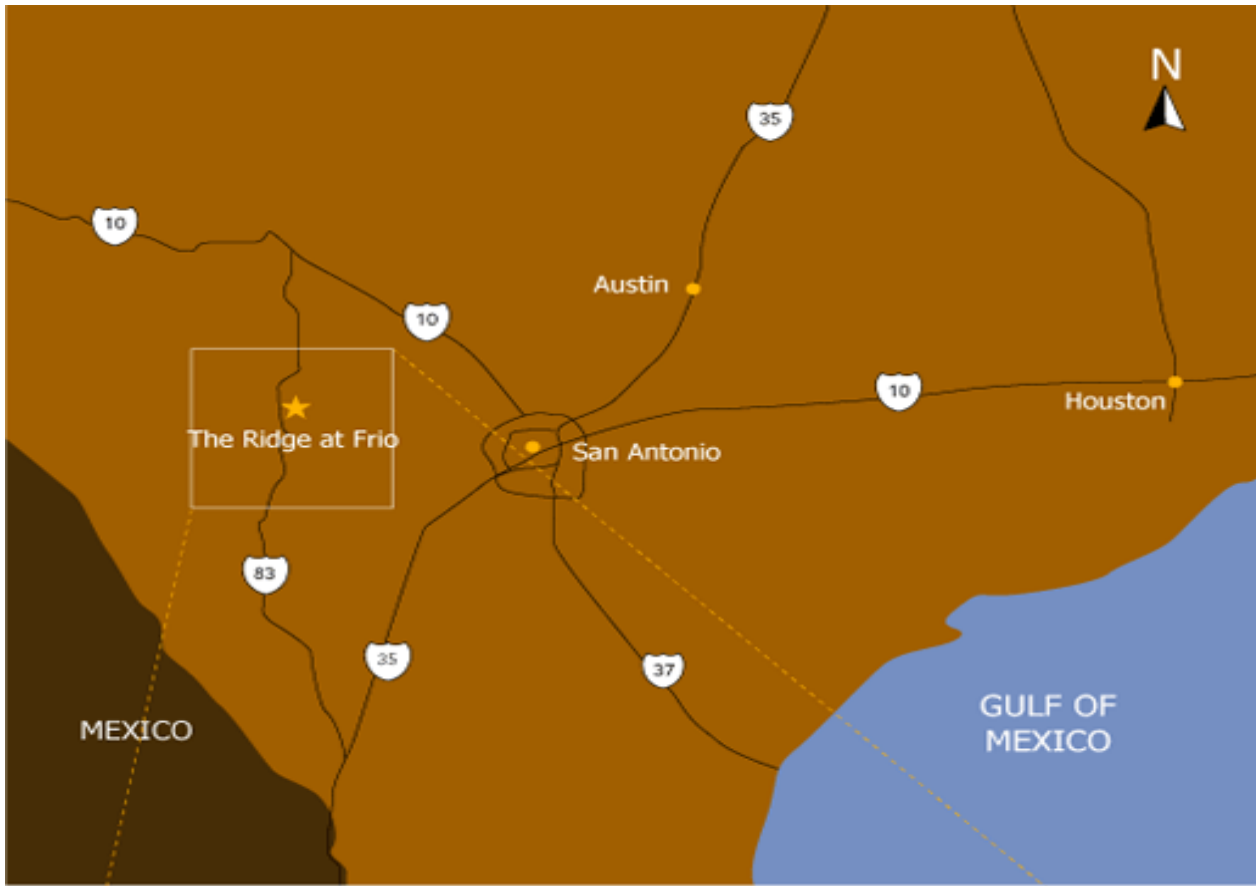 N
35
10
Austin
10
10
Houston
The Ridge at Frio
San Antonio
83
35
37
MEXICO
GULF OF
MEXICO